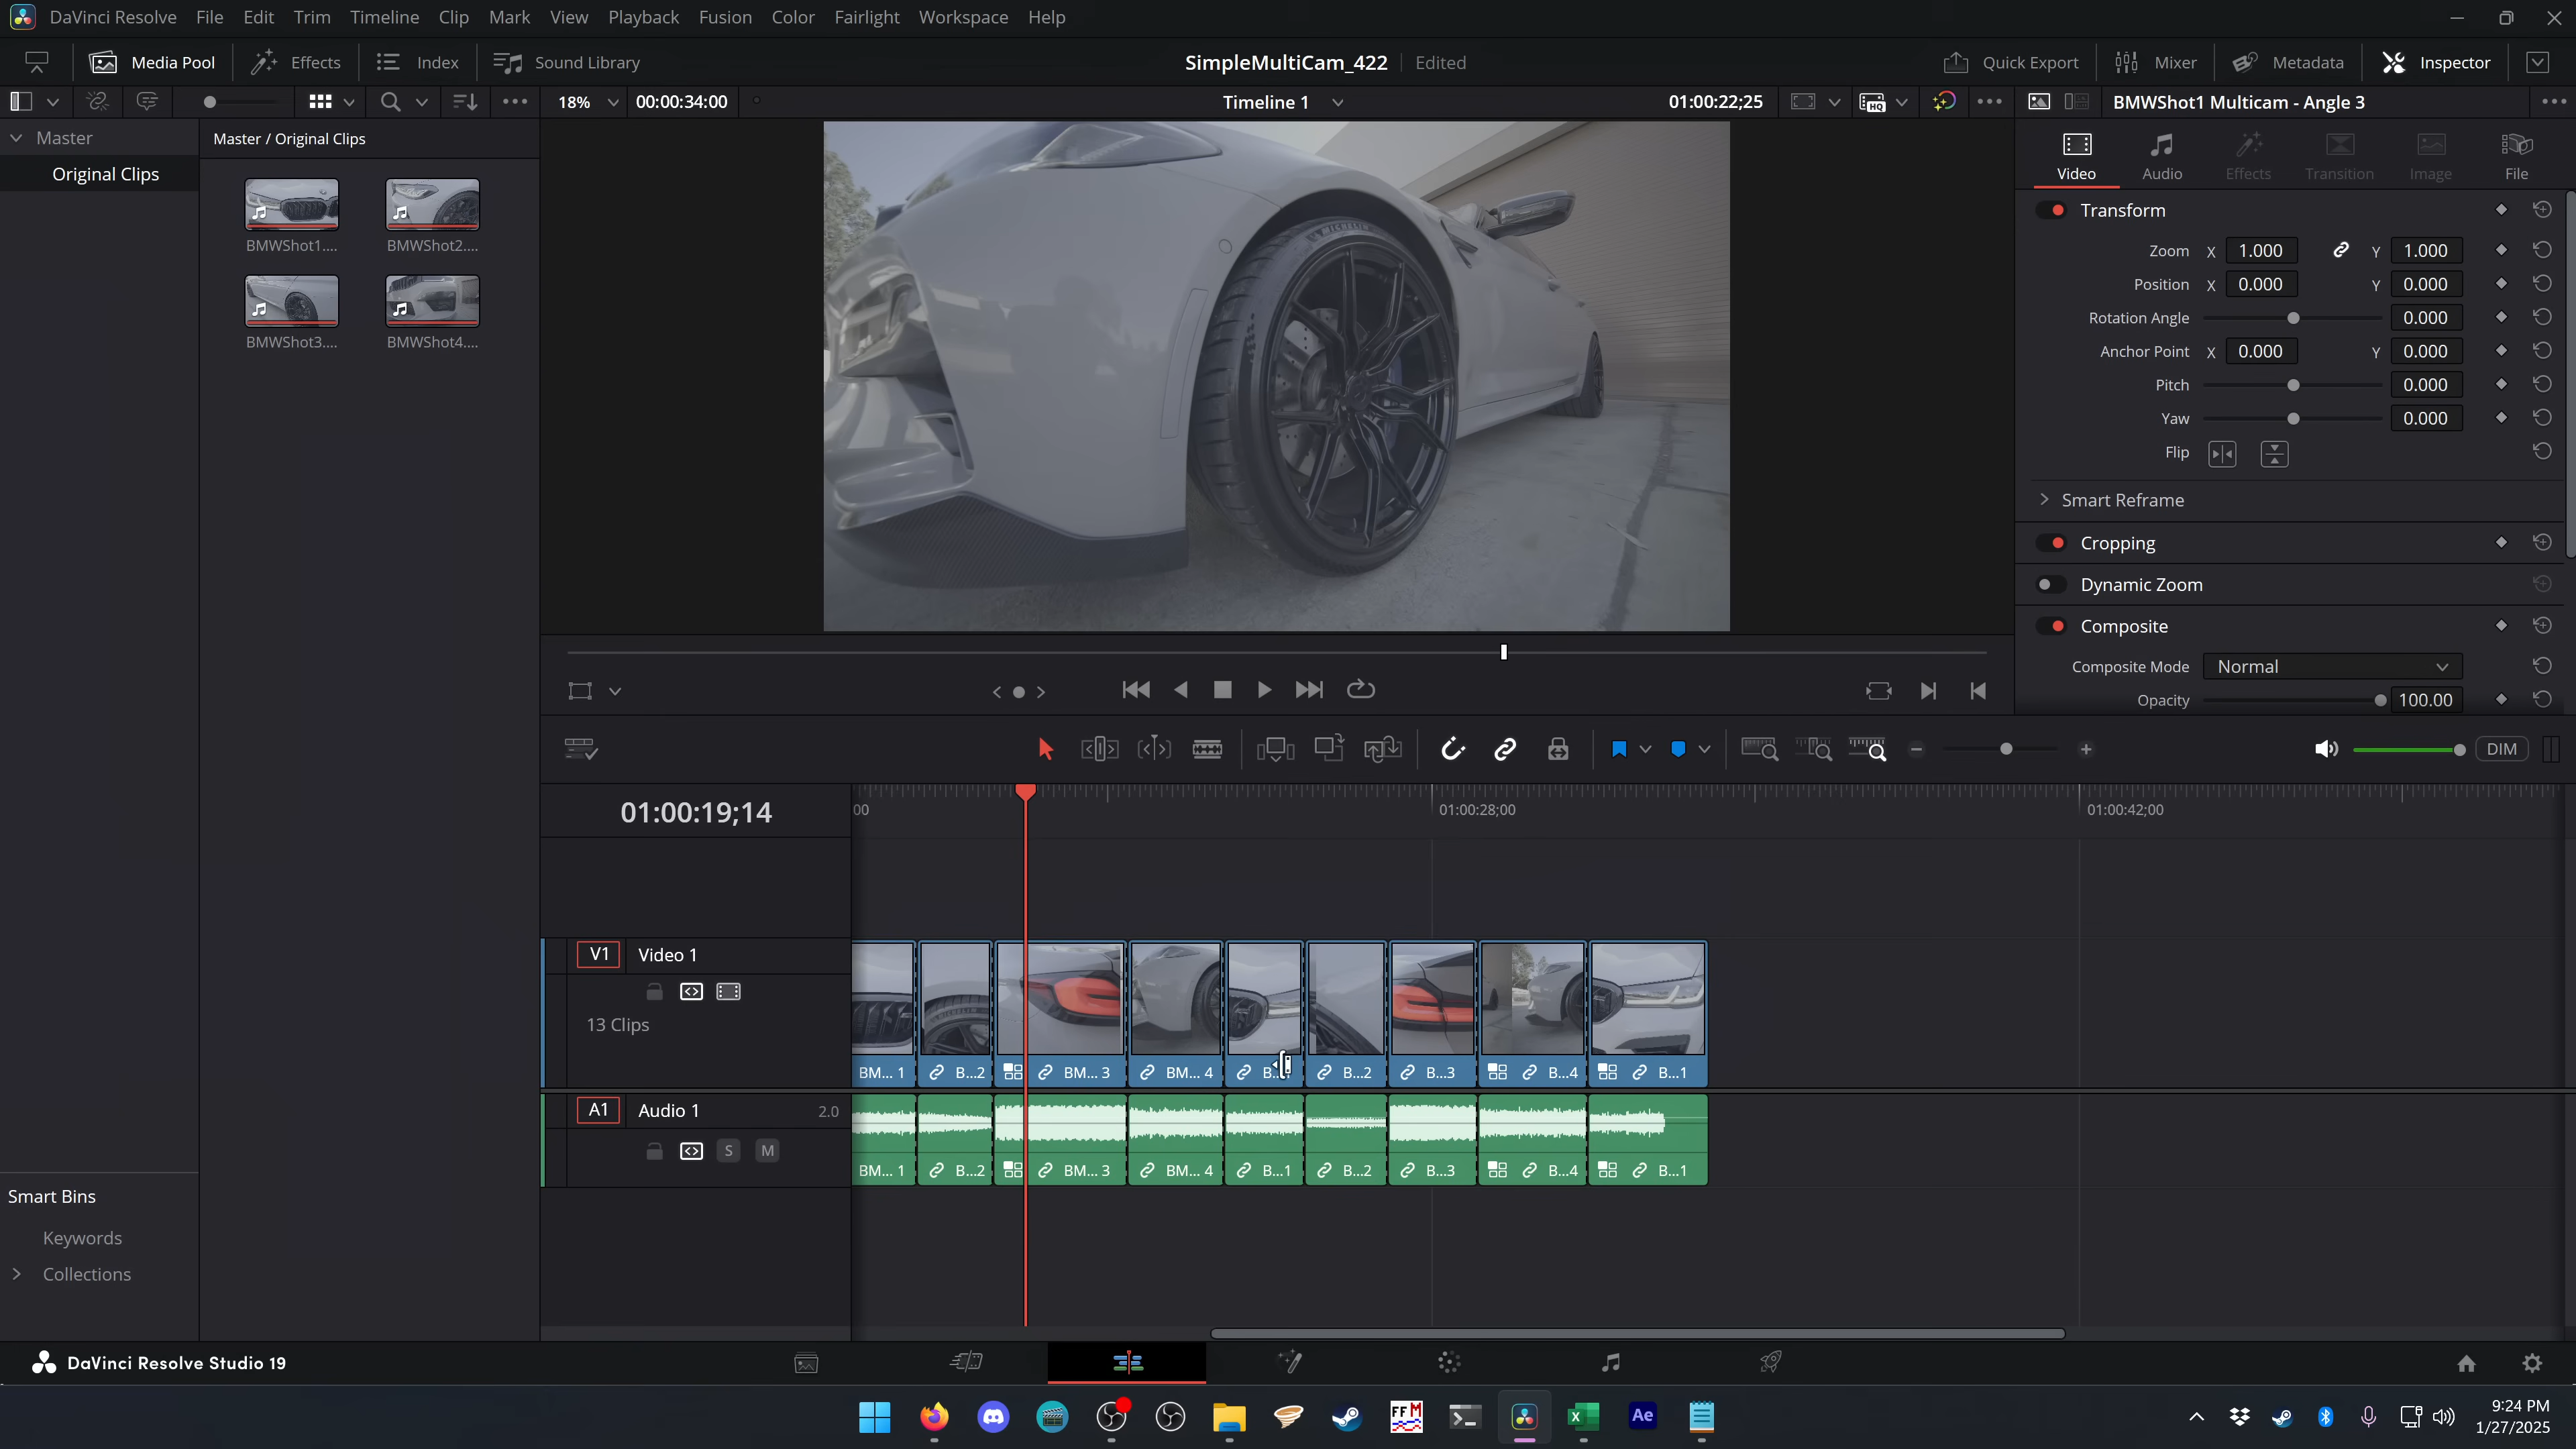 DaVinci Resolve File Edit Trim Timeline Clip Mark View Playback Fusion Color Fairlight Workspace Help
Media Pool Effects Index Sound Library SimpleMultiCam_422 Edited Quick Export Mixer Metadata Inspector
18% 00:00:34:00 Timeline 1 01:00:22;25 HQ BMWShot1 Multicam - Angle 3
Master
Original Clips
Master / Original Clips
BMWShot1.... BMWShot2....
BMWShot3.... BMWShot4....
Video Audio Effects Transition Image File
Transform
Zoom X 1.000 Y 1.000
Position X 0.000 Y 0.000
Rotation Angle 0.000
Anchor Point X 0.000 Y 0.000
Pitch 0.000
Yaw 0.000
Flip
Smart Reframe
Cropping
Dynamic Zoom
Composite
Composite Mode Normal
Opacity 100.00
MICHELIN
DIM
01:00:19;14 00 01:00:28;00 01:00:42;00
V1 Video 1
13 Clips
BM... 1 B...2 BM... 3 BM... 4 B...1 B...2 B...3 B...4 B...1
A1 Audio 1 2.0
S M
BM... 1 B...2 BM... 3 BM... 4 B...1 B...2 B...3 B...4 B...1
Smart Bins
Keywords
Collections
DaVinci Resolve Studio 19
FFM
Ae
9:24 PM
1/27/2025